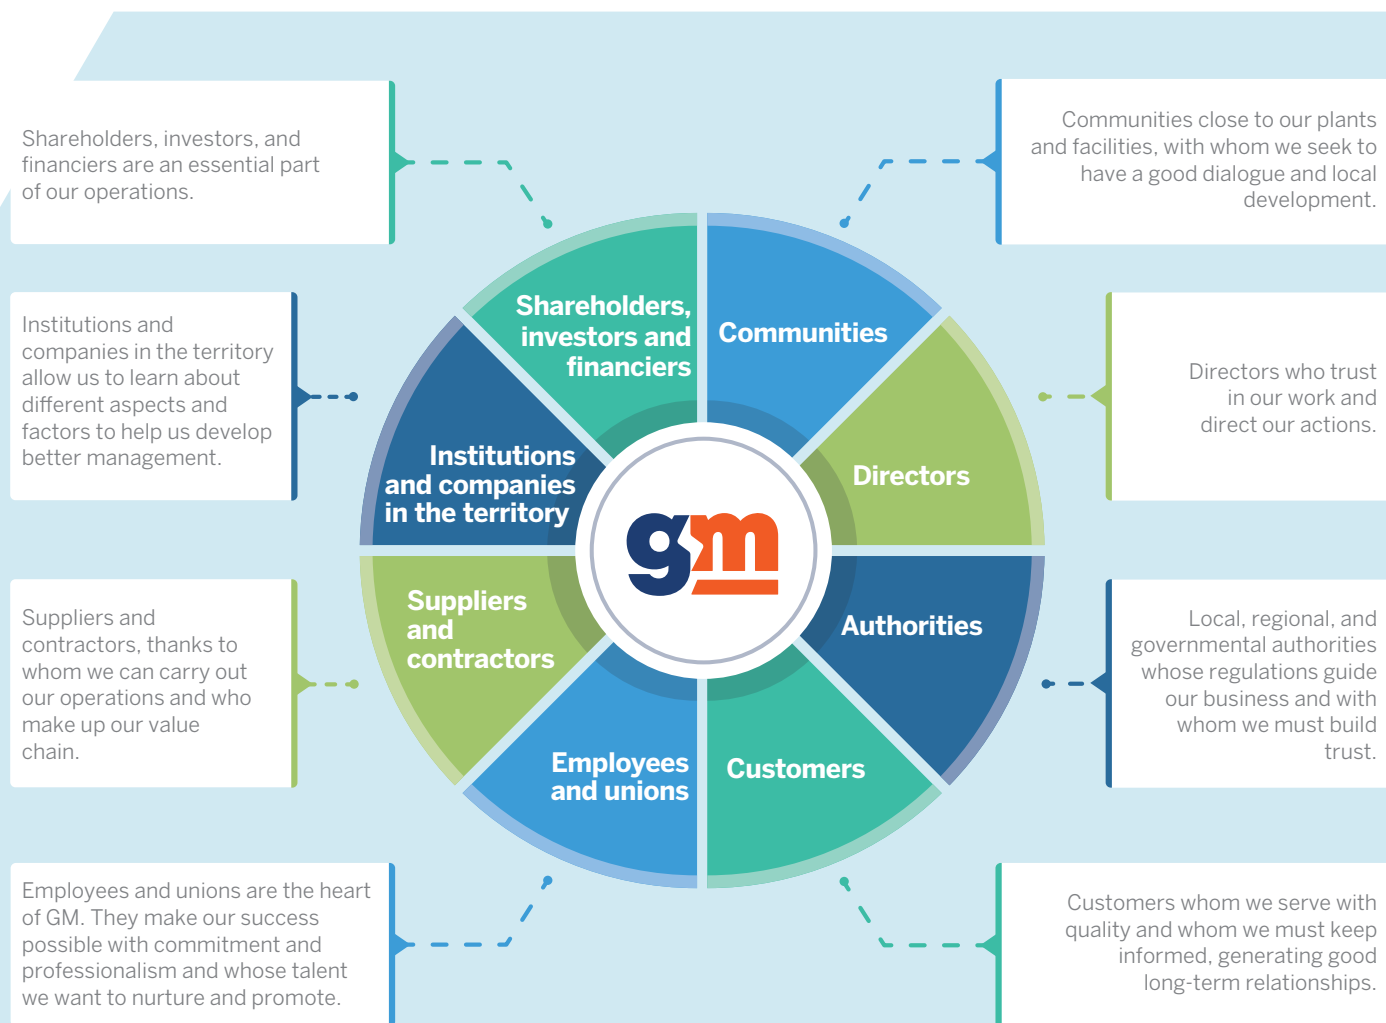 Shareholders, investors, and
financiers are an essential part
of our operations.
Communities close to our plants
and facilities, with whom we seek to
have a good dialogue and local
development.
Institutions and
companies in the territory
allow us to learn about
different aspects and
factors to help us develop
better management.
Directors who trust
in our work and
direct our actions.
Shareholders,
investors and
financiers
Communities
Institutions
and companies
in the territory
Directors
gm
Suppliers
and
contractors
Authorities
Employees
and unions
Customers
Suppliers and
contractors, thanks to
whom we can carry out
our operations and who
make up our value
chain.
Local, regional, and
governmental authorities
whose regulations guide
our business and with
whom we must build
trust.
Employees and unions are the heart
of GM. They make our success
possible with commitment and
professionalism and whose talent
we want to nurture and promote.
Customers whom we serve with
quality and whom we must keep
informed, generating good
long-term relationships.